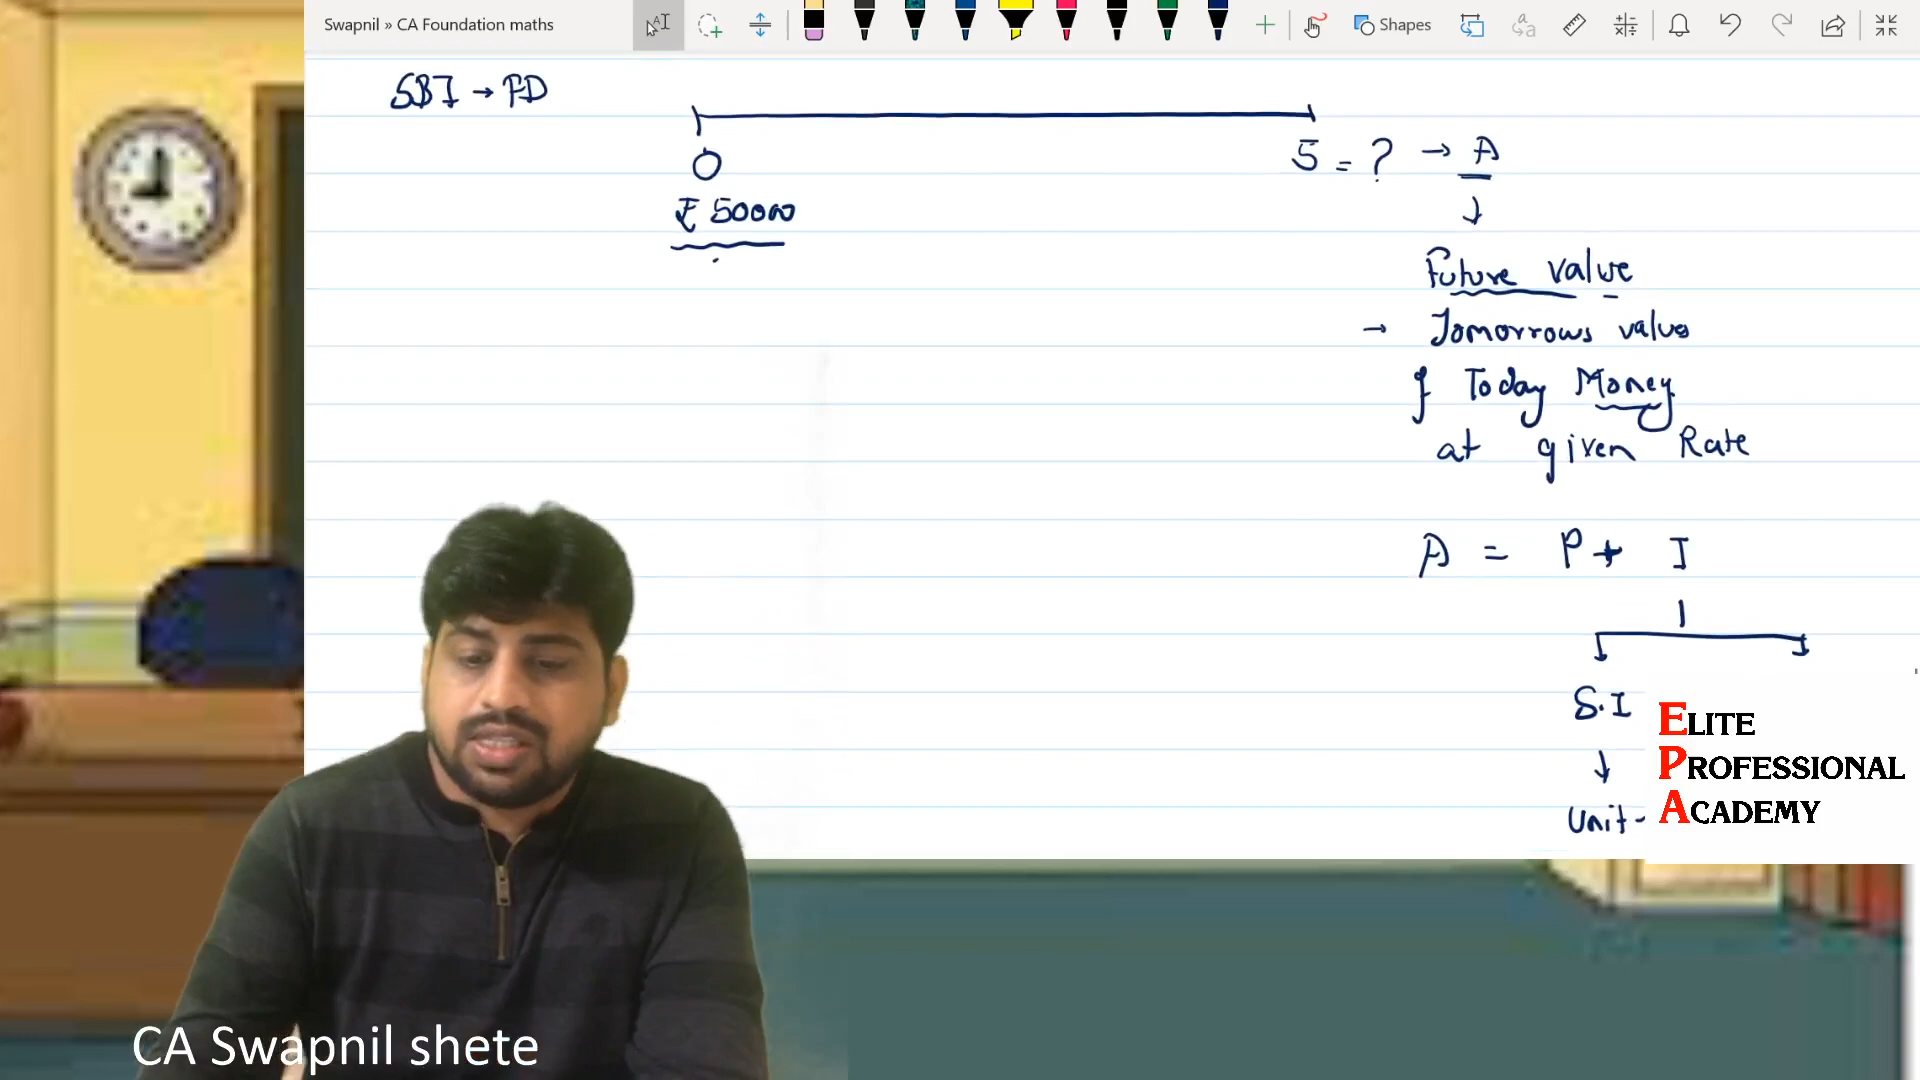 Swapnil » CA Foundation maths
Shapes
SBI → FD
0
5 = ? → A
₹ 50000
Future value
→ Tomorrows value
of Today Money
at given Rate
A = P + I
S.I
Unit-
ELITE
PROFESSIONAL
ACADEMY
CA Swapnil shete